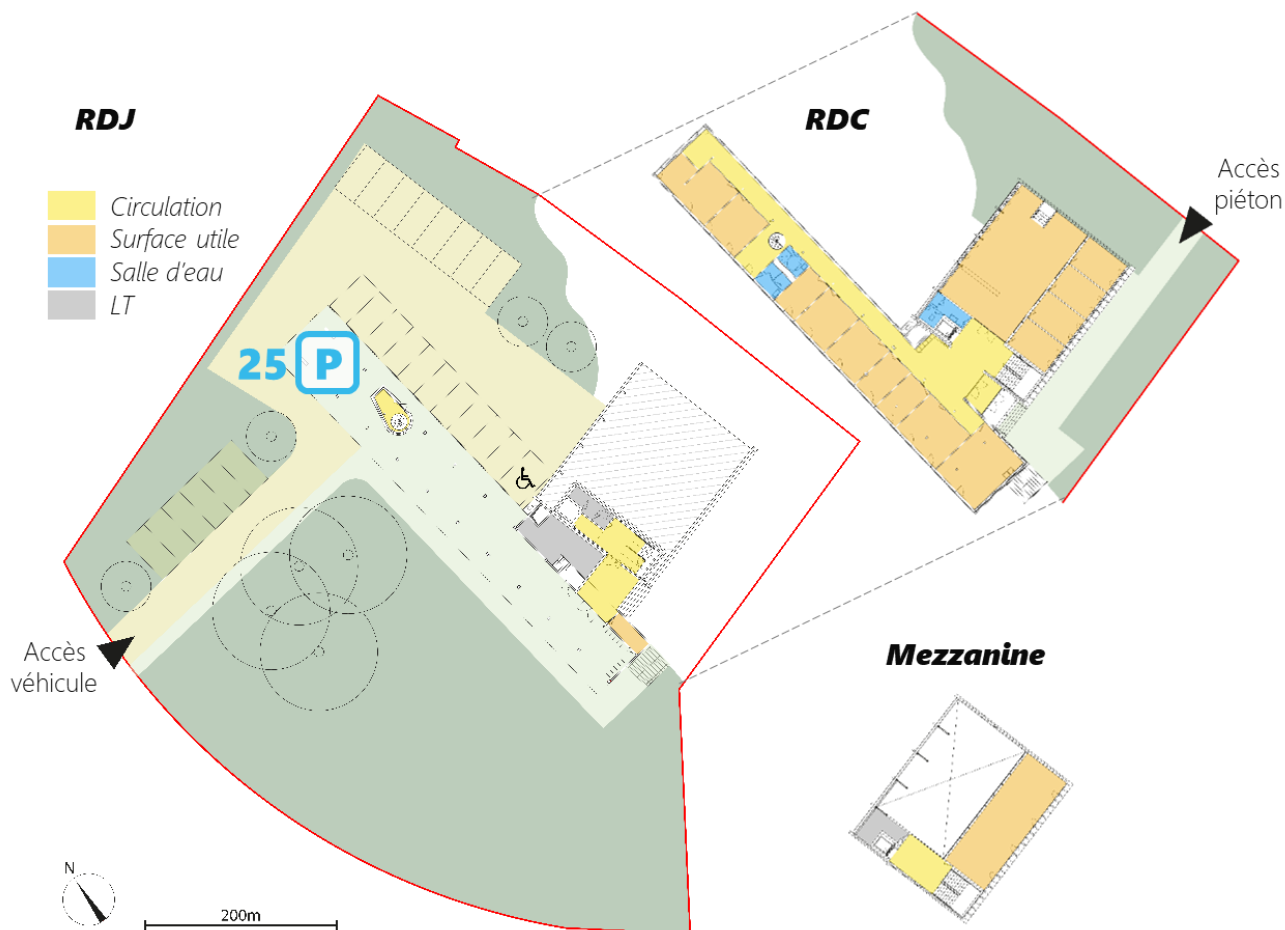 RDJ
RDC
Circulation
Surface utile
Salle d'eau
LT
Accès
piéton
25 P
Accès
véhicule
Mezzanine
N
200m